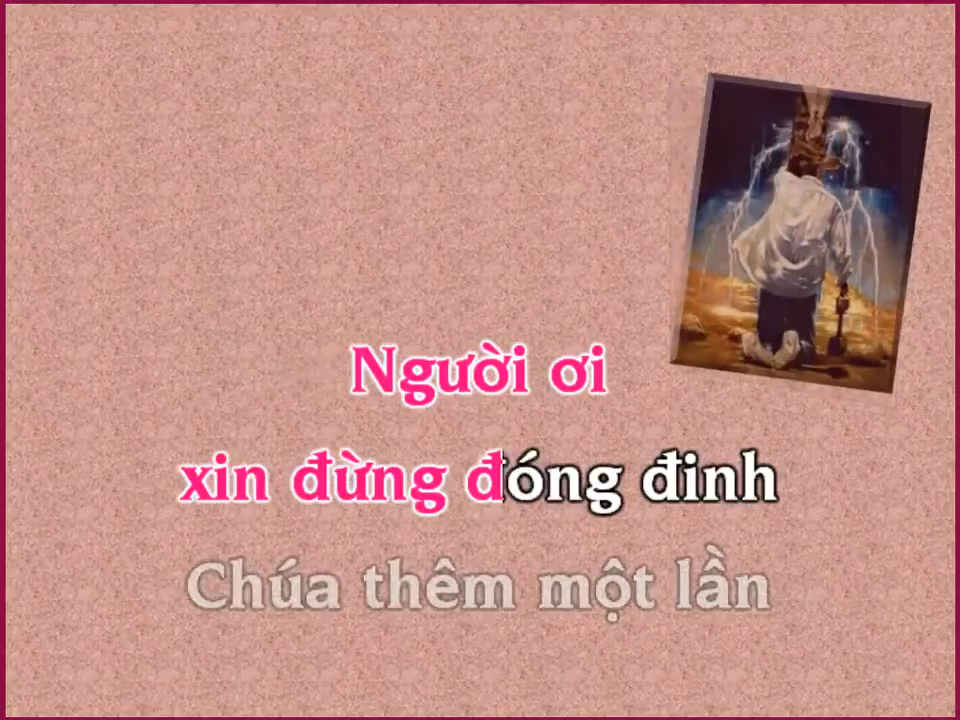 Người ơi
xin đừng đóng đinh
Chúa thêm một lần